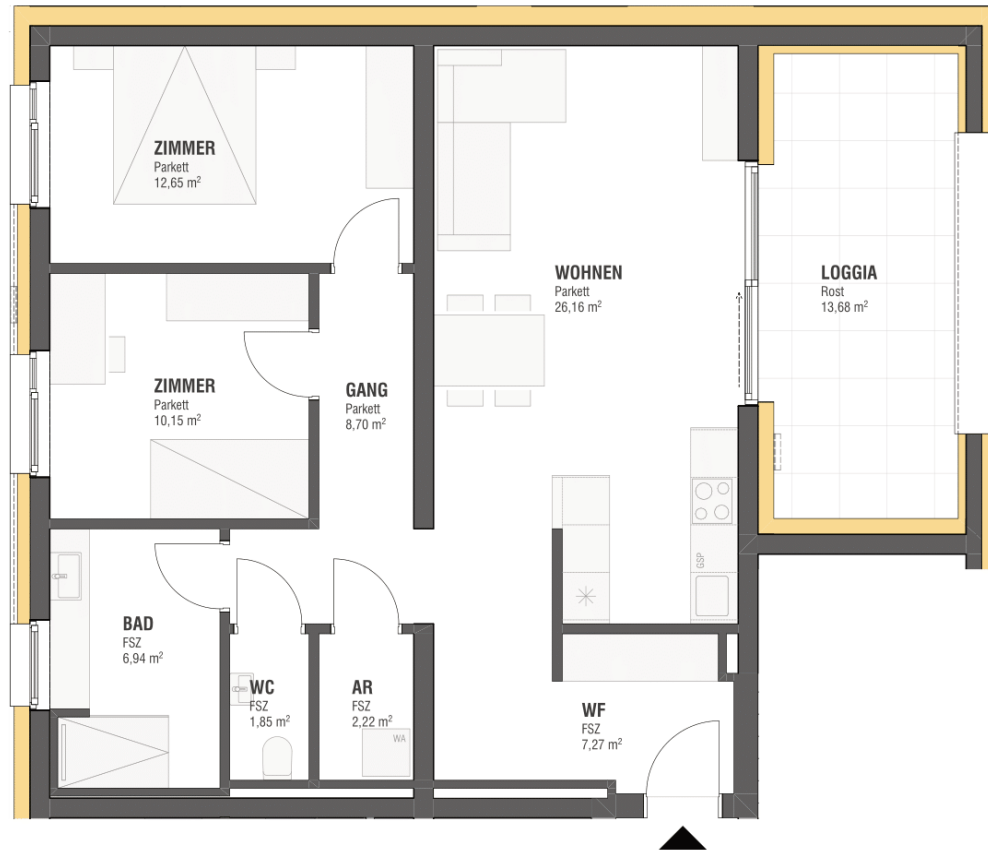 ZIMMER
Parkett
12,65 m²
WOHNEN
Parkett
26,16 m²
LOGGIA
Rost
13,68 m²
ZIMMER
Parkett
10,15 m²
GANG
Parkett
8,70 m²
GSP
BAD
FSZ
6,94 m²
WC
FSZ
1,85 m²
AR
FSZ
2,22 m²
WA
WF
FSZ
7,27 m²